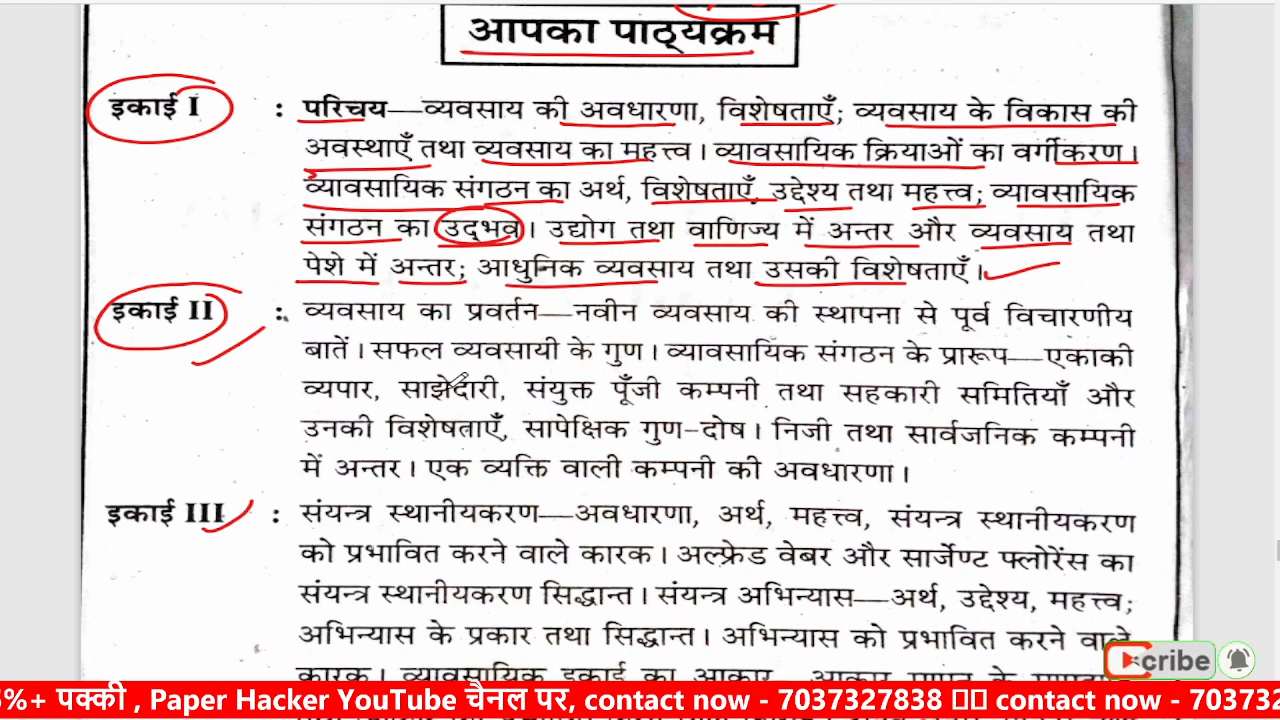 आपका पाठ्यक्रम
इकाई I : परिचय—व्यवसाय की अवधारणा, विशेषताएँ; व्यवसाय के विकास की
अवस्थाएँ तथा व्यवसाय का महत्त्व। व्यावसायिक क्रियाओं का वर्गीकरण।
व्यावसायिक संगठन का अर्थ, विशेषताएँ, उद्देश्य तथा महत्त्व; व्यावसायिक
संगठन का उद्‌भव। उद्योग तथा वाणिज्य में अन्तर और व्यवसाय तथा
पेशे में अन्तर; आधुनिक व्यवसाय तथा उसकी विशेषताएँ।
इकाई II : व्यवसाय का प्रवर्तन—नवीन व्यवसाय की स्थापना से पूर्व विचारणीय
बातें। सफल व्यवसायी के गुण। व्यावसायिक संगठन के प्रारूप—एकाकी
व्यपार, साझेदारी, संयुक्त पूँजी कम्पनी तथा सहकारी समितियाँ और
उनकी विशेषताएँ, सापेक्षिक गुण-दोष। निजी तथा सार्वजनिक कम्पनी
में अन्तर। एक व्यक्ति वाली कम्पनी की अवधारणा।
इकाई III : संयन्त्र स्थानीयकरण—अवधारणा, अर्थ, महत्त्व, संयन्त्र स्थानीयकरण
को प्रभावित करने वाले कारक। अल्फ्रेड वेबर और सार्जेण्ट फ्लोरेंस का
संयन्त्र स्थानीयकरण सिद्धान्त। संयन्त्र अभिन्यास—अर्थ, उद्देश्य, महत्त्व;
अभिन्यास के प्रकार तथा सिद्धान्त। अभिन्यास को प्रभावित करने वाले
कारक। व्यावसायिक इकाई का आकार
cribe
%+ पक्की , Paper Hacker YouTube चैनल पर, contact now - 7037327838 contact now - 70373